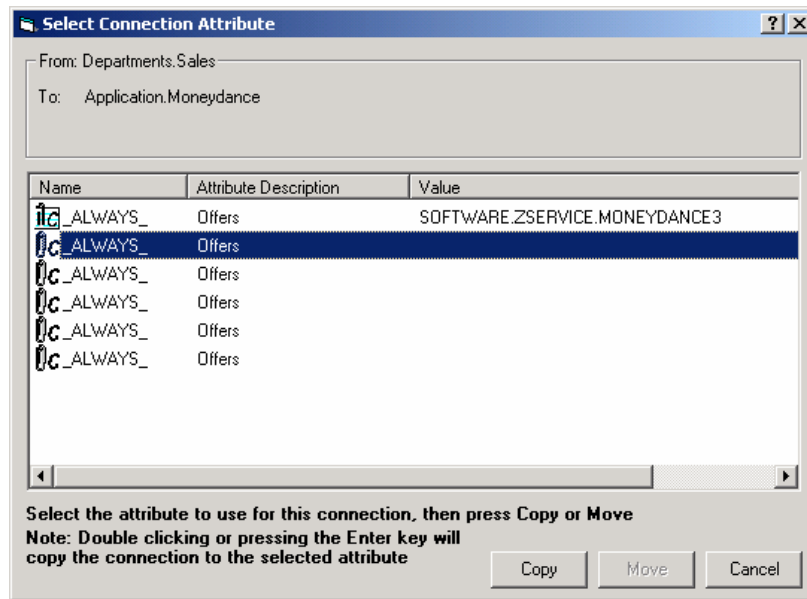 Select Connection Attribute
From: Departments.Sales
To: Application.Moneydance
Name Attribute Description Value
_ALWAYS_ Offers SOFTWARE.ZSERVICE.MONEYDANCE3
_ALWAYS_ Offers
_ALWAYS_ Offers
_ALWAYS_ Offers
_ALWAYS_ Offers
_ALWAYS_ Offers
Select the attribute to use for this connection, then press Copy or Move
Note: Double clicking or pressing the Enter key will
copy the connection to the selected attribute
Copy Move Cancel